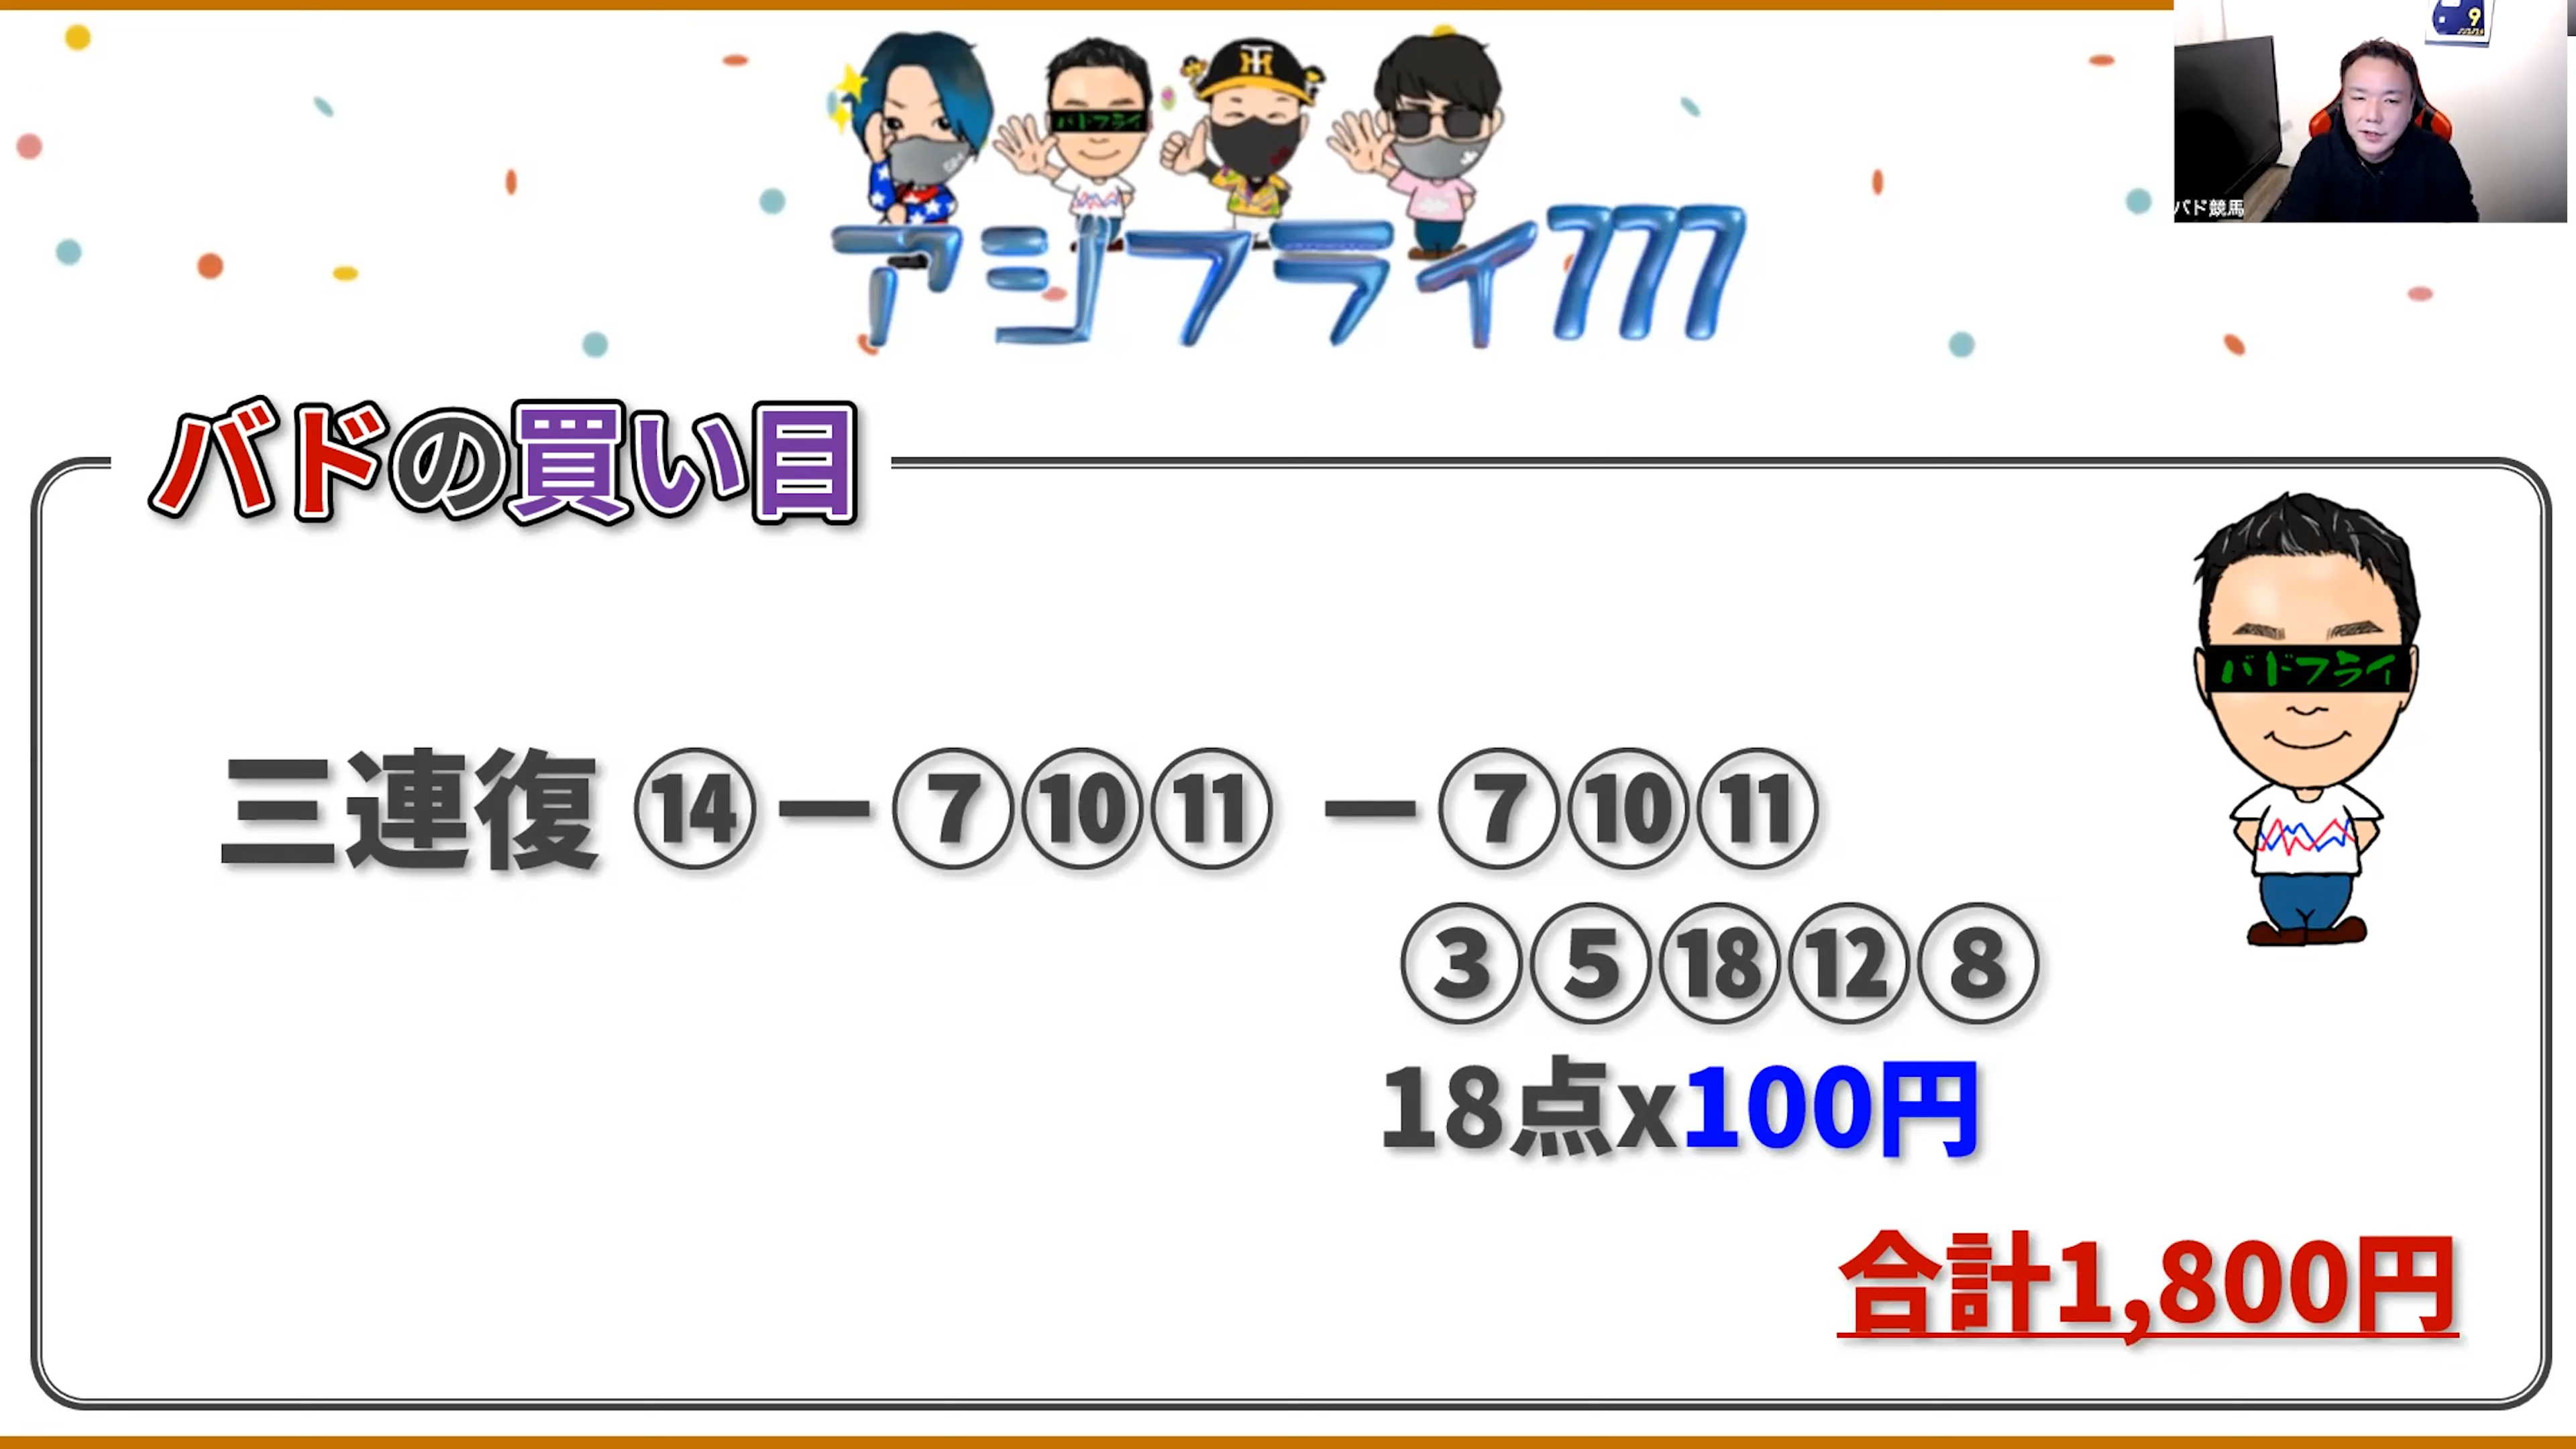 9
バドフライ
バド競馬
アジフライ777
バドの買い目
バドフライ
三連復 ⑭ー⑦⑩⑪ ー⑦⑩⑪
③⑤⑱⑫⑧
18点x100円
合計1,800円